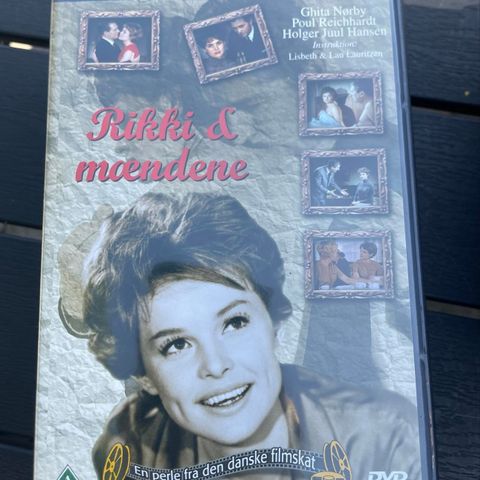 Ghita Nørby
Poul Reichhardt
Holger Juul Hansen
Instruktion:
Lisbeth & Lau Lauritzen
Rikki &
mændene
En perle fra den danske filmskat
DVD
A